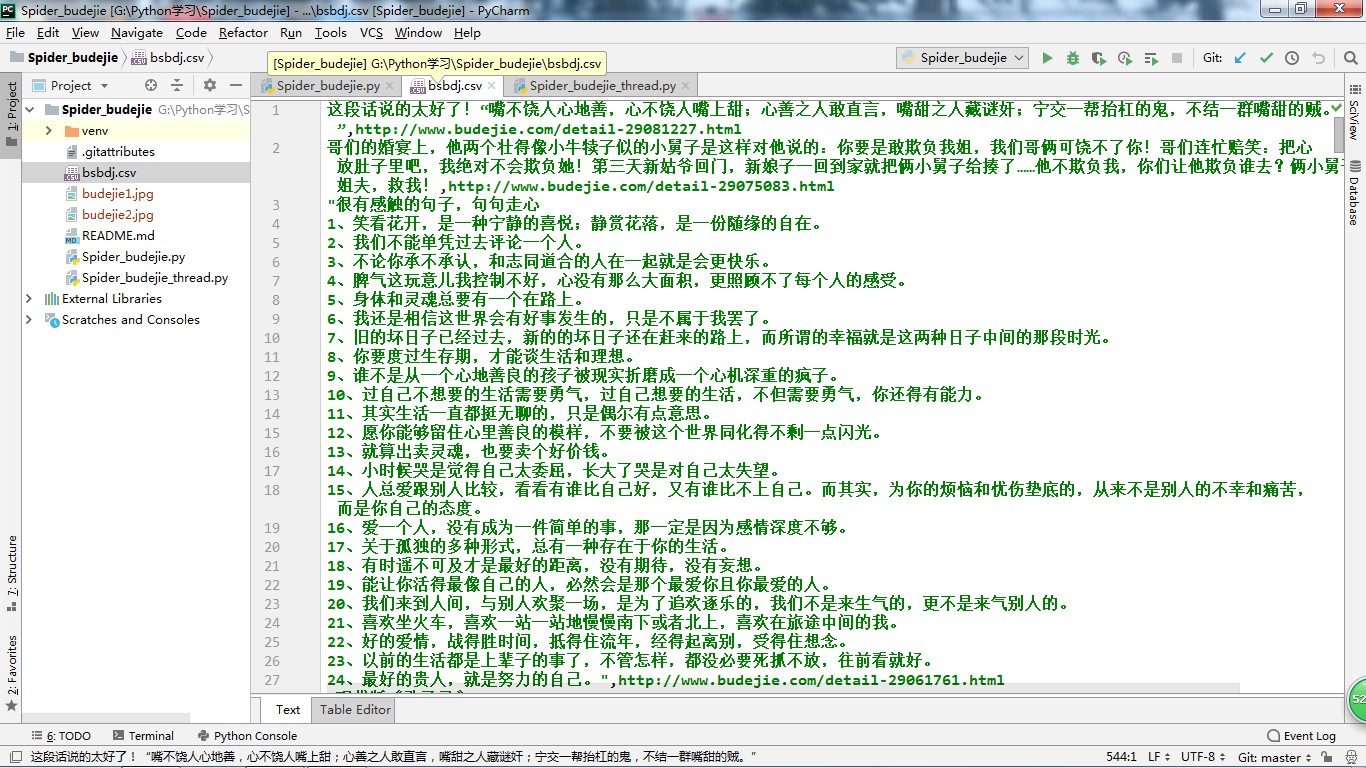 Spider_budejie [G:\Python学习\Spider_budejie] - ...\bsbdj.csv [Spider_budejie] - PyCharm
File Edit View Navigate Code Refactor Run Tools VCS Window Help
Spider_budejie bsbdj.csv
[Spider_budejie] G:\Python学习\Spider_budejie\bsbdj.csv
Spider_budejie
Git:
Project
Spider_budejie.py bsbdj.csv Spider_budejie_thread.py
1: Project
Spider_budejie G:\Python学习\S
venv
.gitattributes
bsbdj.csv
budejie1.jpg
budejie2.jpg
README.md
Spider_budejie.py
Spider_budejie_thread.py
External Libraries
Scratches and Consoles
7: Structure
2: Favorites
1 这段话说的太好了！“嘴不饶人心地善，心不饶人嘴上甜；心善之人敢直言，嘴甜之人藏谜奸；宁交一帮抬杠的鬼，不结一群嘴甜的贼。
”,http://www.budejie.com/detail-29081227.html
2 哥们的婚宴上，他两个壮得像小牛犊子似的小舅子是这样对他说的：你要是敢欺负我姐，我们哥俩可饶不了你！哥们连忙赔笑：把心
放肚子里吧，我绝对不会欺负她！第三天新姑爷回门，新娘子一回到家就把俩小舅子给揍了……他不欺负我，你们让他欺负谁去？俩小舅子
姐夫，救我！,http://www.budejie.com/detail-29075083.html
3 "很有感触的句子，句句走心
4 1、笑看花开，是一种宁静的喜悦；静赏花落，是一份随缘的自在。
5 2、我们不能单凭过去评论一个人。
6 3、不论你承不承认，和志同道合的人在一起就是会更快乐。
7 4、脾气这玩意儿我控制不好，心没有那么大面积，更照顾不了每个人的感受。
8 5、身体和灵魂总要有一个在路上。
9 6、我还是相信这世界会有好事发生的，只是不属于我罢了。
10 7、旧的坏日子已经过去，新的的坏日子还在赶来的路上，而所谓的幸福就是这两种日子中间的那段时光。
11 8、你要度过生存期，才能谈生活和理想。
12 9、谁不是从一个心地善良的孩子被现实折磨成一个心机深重的疯子。
13 10、过自己不想要的生活需要勇气，过自己想要的生活，不但需要勇气，你还得有能力。
14 11、其实生活一直都挺无聊的，只是偶尔有点意思。
15 12、愿你能够留住心里善良的模样，不要被这个世界同化得不剩一点闪光。
16 13、就算出卖灵魂，也要卖个好价钱。
17 14、小时候哭是觉得自己太委屈，长大了哭是对自己太失望。
18 15、人总爱跟别人比较，看看有谁比自己好，又有谁比不上自己。而其实，为你的烦恼和忧伤垫底的，从来不是别人的不幸和痛苦，
而是你自己的态度。
19 16、爱一个人，没有成为一件简单的事，那一定是因为感情深度不够。
20 17、关于孤独的多种形式，总有一种存在于你的生活。
21 18、有时遥不可及才是最好的距离，没有期待，没有妄想。
22 19、能让你活得最像自己的人，必然会是那个最爱你且你最爱的人。
23 20、我们来到人间，与别人欢聚一场，是为了追欢逐乐的，我们不是来生气的，更不是来气别人的。
24 21、喜欢坐火车，喜欢一站一站地慢慢南下或者北上，喜欢在旅途中间的我。
25 22、好的爱情，战得胜时间，抵得住流年，经得起离别，受得住想念。
26 23、以前的生活都是上辈子的事了，不管怎样，都没必要死抓不放，往前看就好。
27 24、最好的贵人，就是努力的自己。",http://www.budejie.com/detail-29061761.html
SciView
Database
52
Text Table Editor
6: TODO Terminal Python Console Event Log
这段话说的太好了！“嘴不饶人心地善，心不饶人嘴上甜；心善之人敢直言，嘴甜之人藏谜奸；宁交一帮抬杠的鬼，不结一群嘴甜的贼。”
544:1 LF UTF-8 Git: master